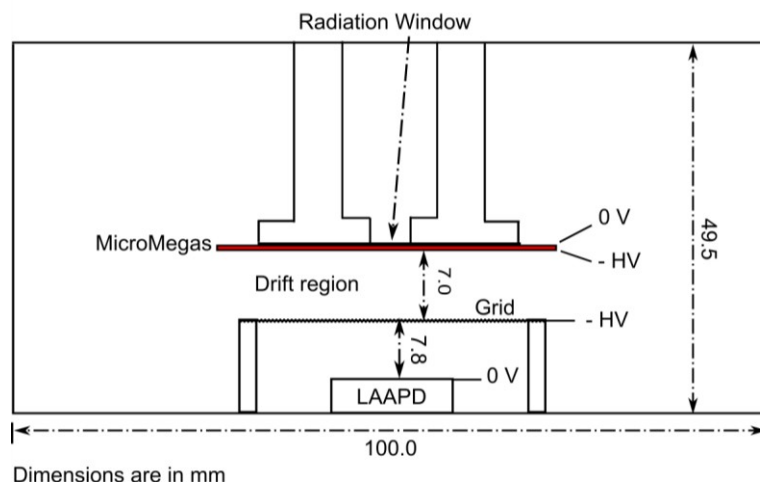 Radiation Window
0 V
MicroMegas
- HV
49.5
Drift region
7.0
Grid
- HV
7.8
0 V
LAAPD
100.0
Dimensions are in mm